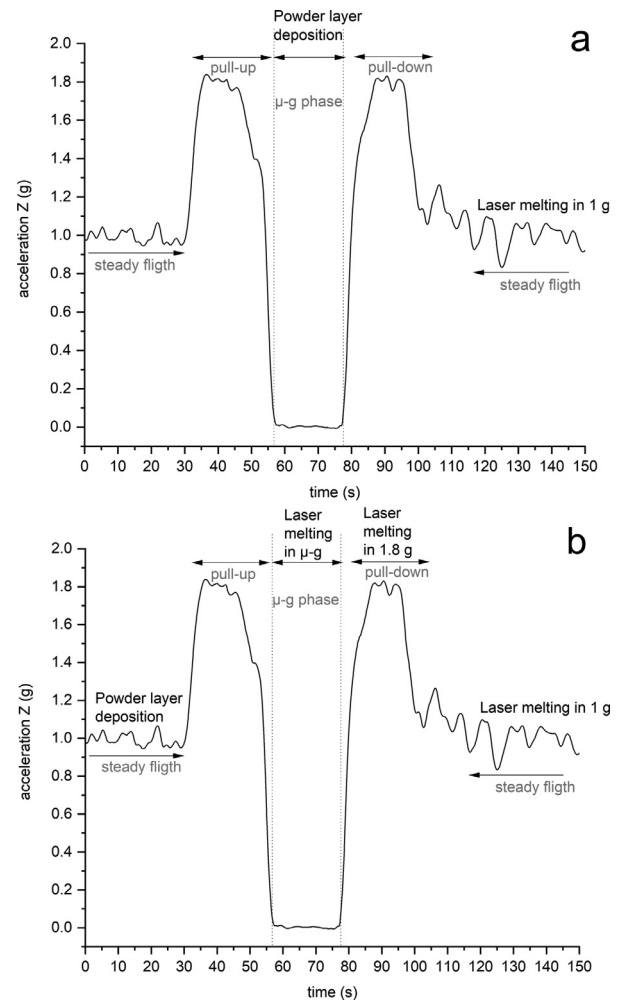 Powder layer
deposition
a
pull-up
pull-down
μ-g phase
Laser melting in 1 g
steady fligth
steady fligth
acceleration Z (g)
2.0
1.8
1.6
1.4
1.2
1.0
0.8
0.6
0.4
0.2
0.0
0 10 20 30 40 50 60 70 80 90 100 110 120 130 140 150
time (s)
Laser
melting
in μ-g
Laser
melting
in 1.8 g
b
pull-up
pull-down
μ-g phase
Powder layer
deposition
Laser melting in 1 g
steady fligth
steady fligth
acceleration Z (g)
2.0
1.8
1.6
1.4
1.2
1.0
0.8
0.6
0.4
0.2
0.0
0 10 20 30 40 50 60 70 80 90 100 110 120 130 140 150
time (s)